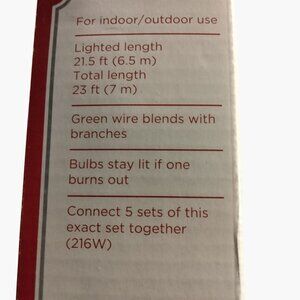 For indoor/outdoor use
Lighted length
21.5 ft (6.5 m)
Total length
23 ft (7 m)
Green wire blends with
branches
Bulbs stay lit if one
burns out
Connect 5 sets of this
exact set together
(216W)